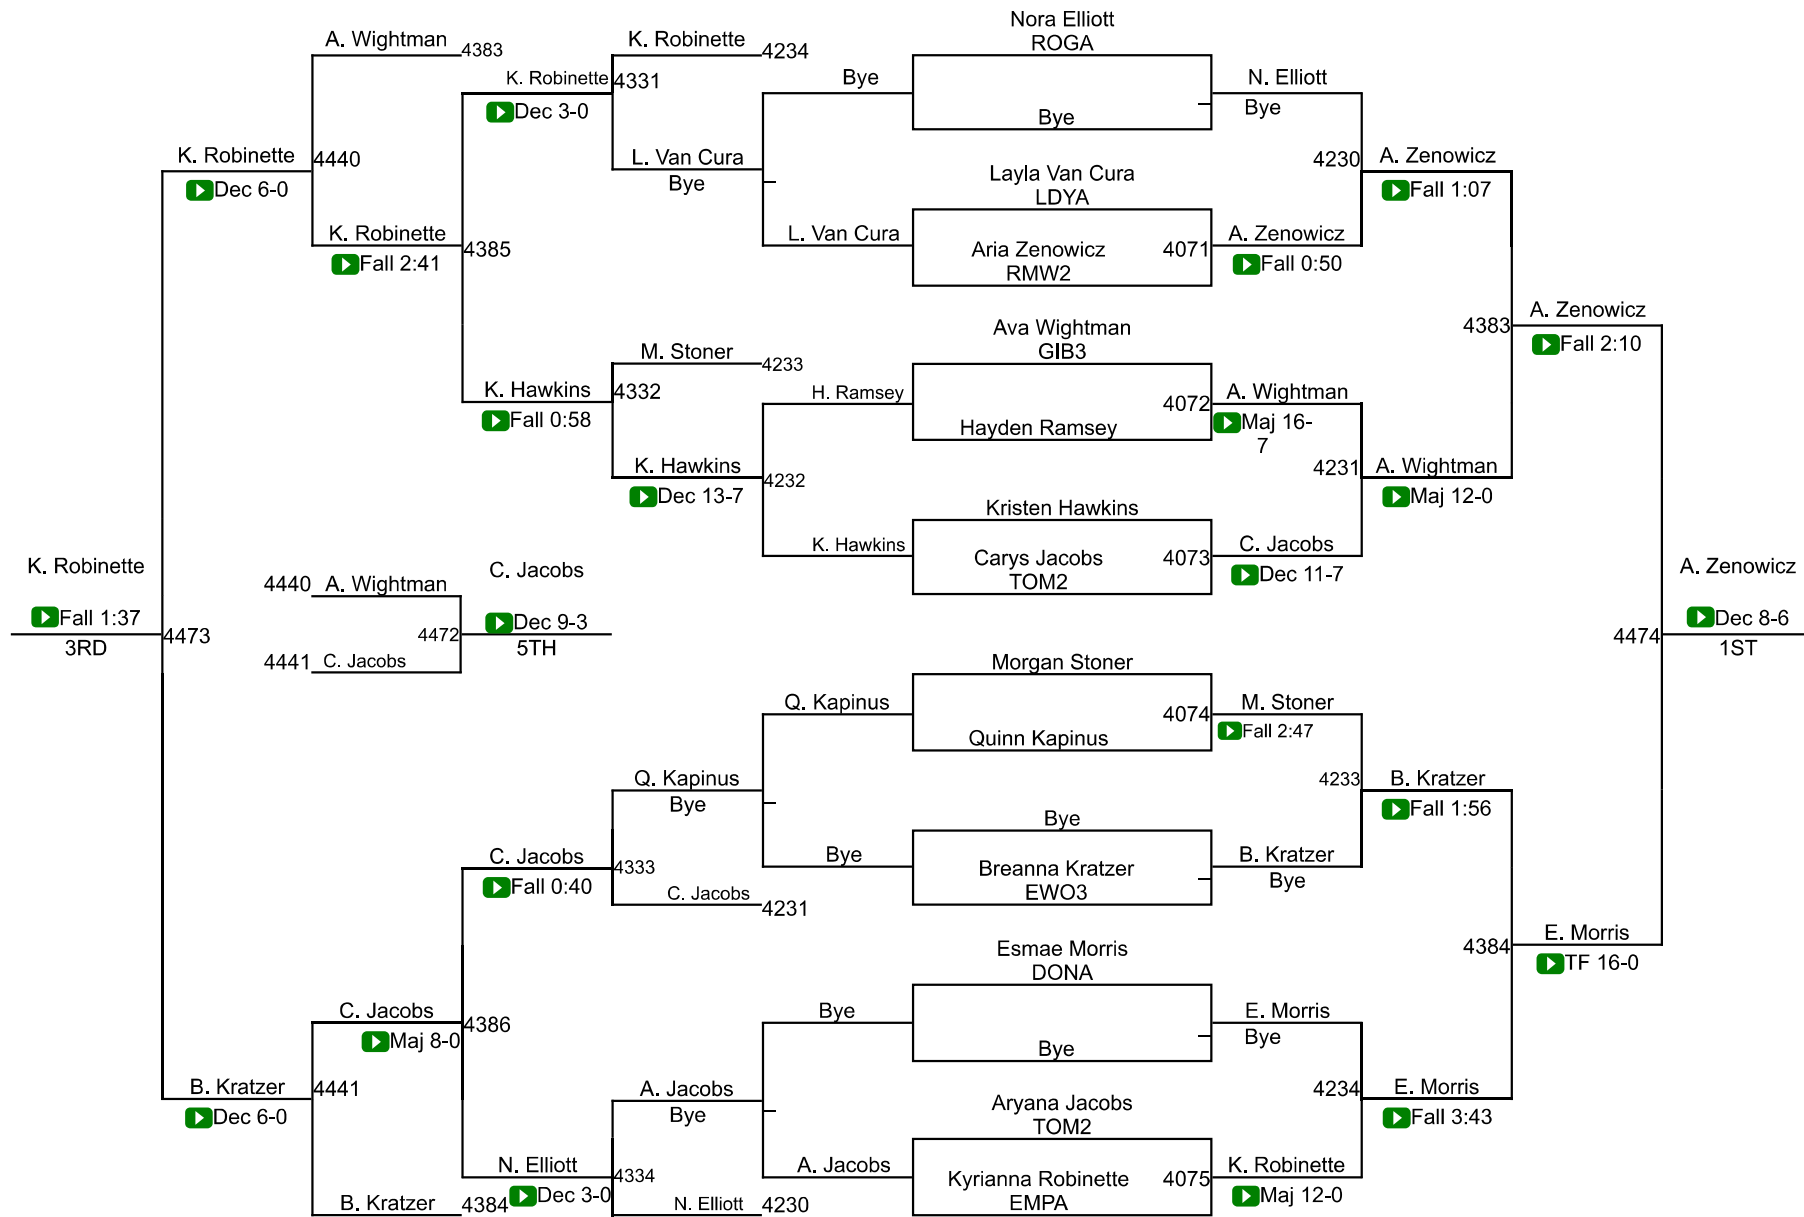 Nora Elliott
ROGA
A. Wightman
4383
K. Robinette
4234
K. Robinette
4331
Bye
N. Elliott
Dec 3-0
Bye
Bye
K. Robinette
4440
L. Van Cura
4230
A. Zenowicz
Dec 6-0
Bye
Layla Van Cura
LDYA
Fall 1:07
K. Robinette
4385
L. Van Cura
Aria Zenowicz
RMW2
4071
A. Zenowicz
Fall 2:41
Fall 0:50
Ava Wightman
GIB3
4383
A. Zenowicz
Fall 2:10
M. Stoner
4233
K. Hawkins
4332
H. Ramsey
4072
A. Wightman
Fall 0:58
Hayden Ramsey
Maj 16-
7
K. Hawkins
4232
4231
A. Wightman
Dec 13-7
Maj 12-0
Kristen Hawkins
K. Hawkins
Carys Jacobs
TOM2
4073
C. Jacobs
Dec 11-7
K. Robinette
4440
A. Wightman
C. Jacobs
A. Zenowicz
Fall 1:37
4473
4472
Dec 9-3
4474
Dec 8-6
3RD
5TH
1ST
4441
C. Jacobs
Morgan Stoner
Q. Kapinus
4074
M. Stoner
Quinn Kapinus
Fall 2:47
Q. Kapinus
4233
B. Kratzer
Bye
Fall 1:56
Bye
C. Jacobs
4333
Bye
Breanna Kratzer
EWO3
B. Kratzer
Fall 0:40
Bye
C. Jacobs
4231
Esmae Morris
DONA
4384
E. Morris
TF 16-0
C. Jacobs
4386
Bye
E. Morris
Maj 8-0
Bye
Bye
B. Kratzer
4441
A. Jacobs
4234
E. Morris
Dec 6-0
Bye
Aryana Jacobs
TOM2
Fall 3:43
N. Elliott
4334
A. Jacobs
Kyrianna Robinette
EMPA
4075
K. Robinette
Dec 3-0
Maj 12-0
B. Kratzer
4384
N. Elliott
4230